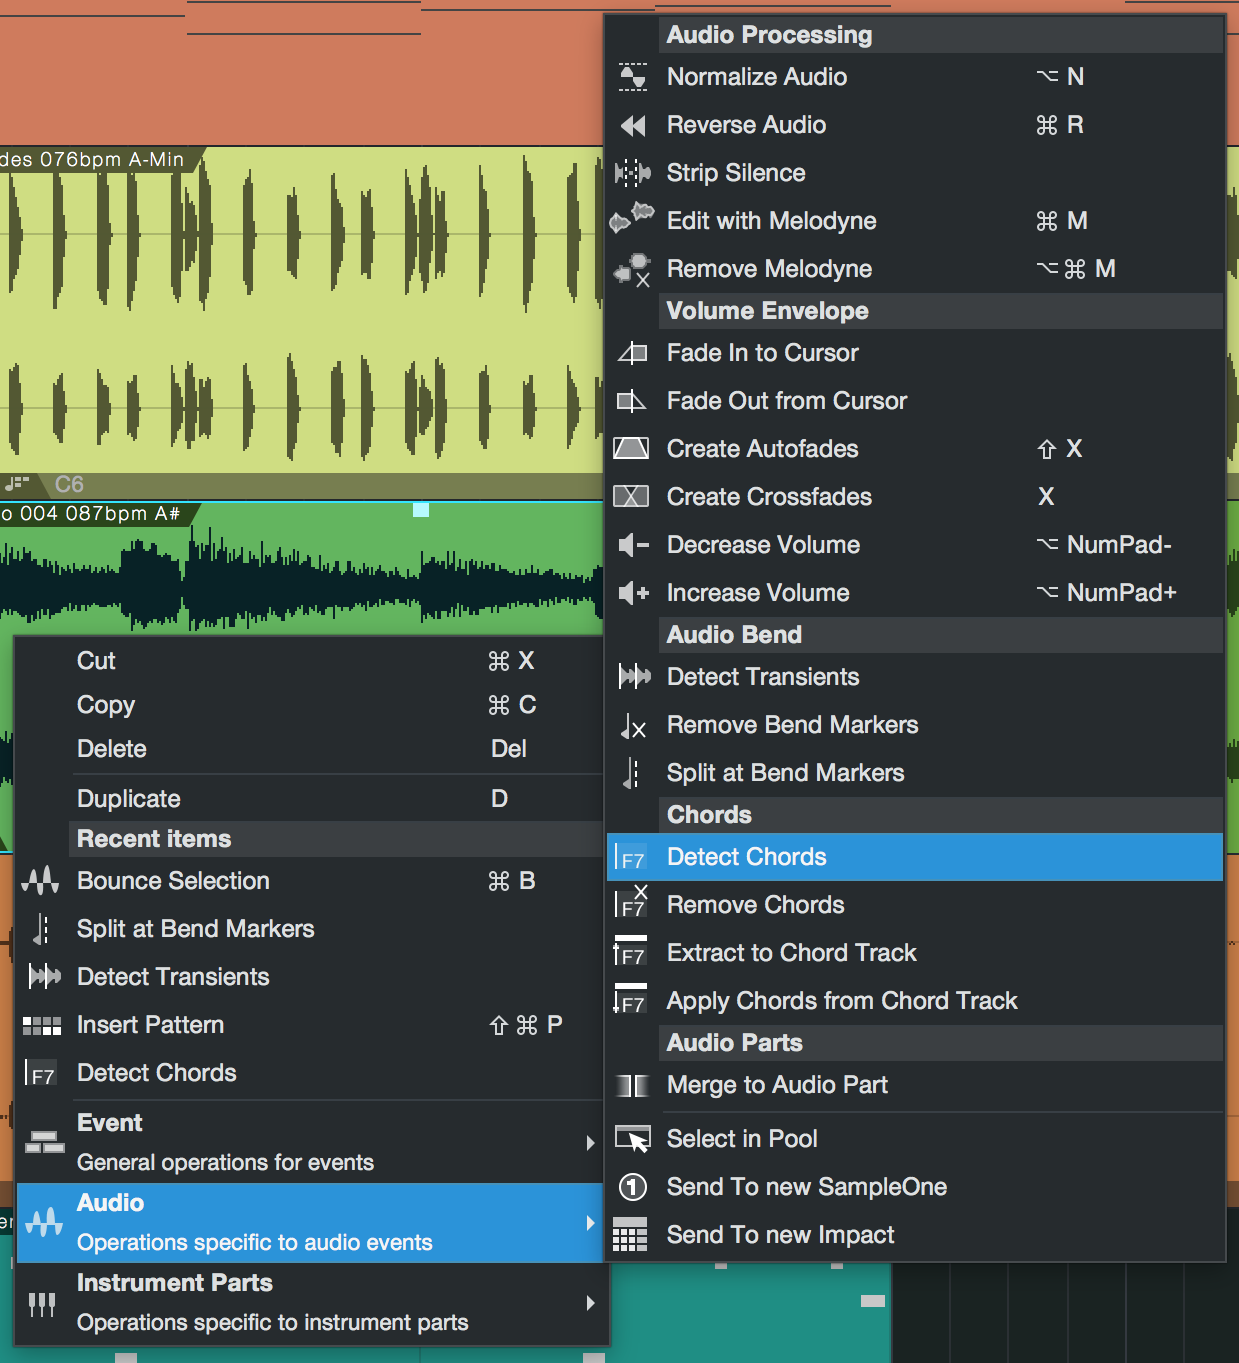 des 076bpm A-Min
C6
o 004 087bpm A#
Cut ⌘ X
Copy ⌘ C
Delete Del
Duplicate D
Recent items
Bounce Selection ⌘ B
Split at Bend Markers
Detect Transients
Insert Pattern ⇧ ⌘ P
F7 Detect Chords
Event
General operations for events
Audio
Operations specific to audio events
Instrument Parts
Operations specific to instrument parts
Audio Processing
Normalize Audio ⌥ N
Reverse Audio ⌘ R
Strip Silence
Edit with Melodyne ⌘ M
Remove Melodyne ⌥ ⌘ M
Volume Envelope
Fade In to Cursor
Fade Out from Cursor
Create Autofades ⇧ X
Create Crossfades X
Decrease Volume ⌥ NumPad-
Increase Volume ⌥ NumPad+
Audio Bend
Detect Transients
Remove Bend Markers
Split at Bend Markers
Chords
F7 Detect Chords
F7 Remove Chords
F7 Extract to Chord Track
F7 Apply Chords from Chord Track
Audio Parts
Merge to Audio Part
Select in Pool
1 Send To new SampleOne
Send To new Impact